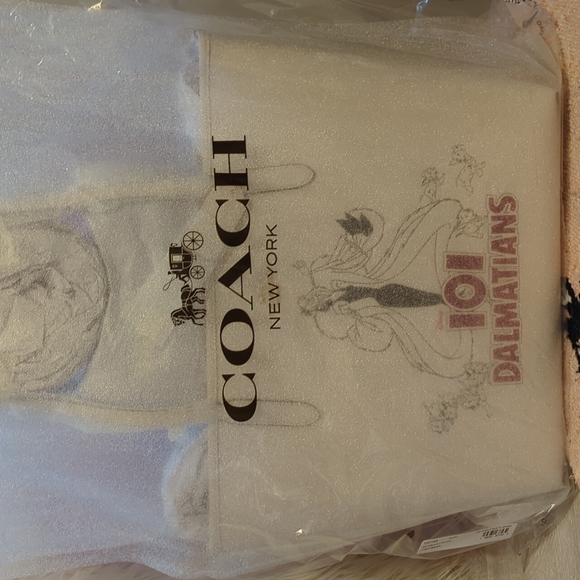 COACH
NEW YORK
101
DALMATIANS